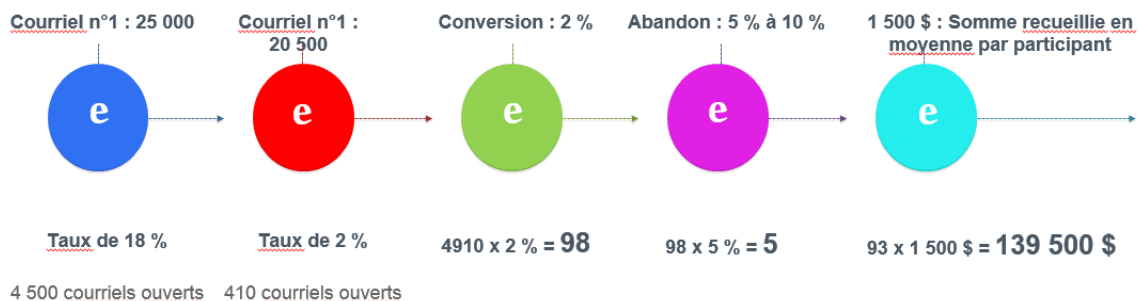 Courriel n°1 : 25 000
Courriel n°1 :
20 500
Conversion : 2 %
Abandon : 5 % à 10 %
1 500 $ : Somme recueillie en
moyenne par participant
e
e
e
e
e
Taux de 18 %
Taux de 2 %
4910 x 2 % = 98
98 x 5 % = 5
93 x 1 500 $ = 139 500 $
4 500 courriels ouverts
410 courriels ouverts